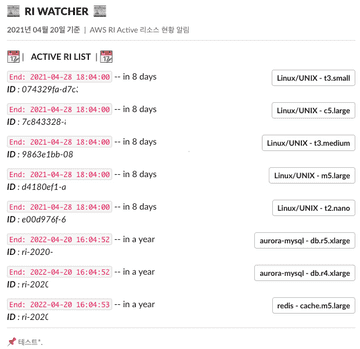 RI WATCHER
2021년 04월 20일 기준 | AWS RI Active 리소스 현황 알림
| ACTIVE RI LIST |
End: 2021-04-28 18:04:00 -- in 8 days Linux/UNIX - t3.small
ID : 074329fa-d7c
End: 2021-04-28 18:04:00 -- in 8 days Linux/UNIX - c5.large
ID : 7c843328-
End: 2021-04-28 18:04:00 -- in 8 days Linux/UNIX - t3.medium
ID : 9863e1bb-08
End: 2021-04-28 18:04:00 -- in 8 days Linux/UNIX - m5.large
ID : d4180ef1-a
End: 2021-04-28 18:04:00 -- in 8 days Linux/UNIX - t2.nano
ID : e00d976f-6
End: 2022-04-20 16:04:52 -- in a year aurora-mysql - db.r5.xlarge
ID : ri-2020-
End: 2022-04-20 16:04:52 -- in a year aurora-mysql - db.r4.xlarge
ID : ri-202
End: 2022-04-20 16:04:53 -- in a year redis - cache.m5.large
ID : ri-202
테스트*.